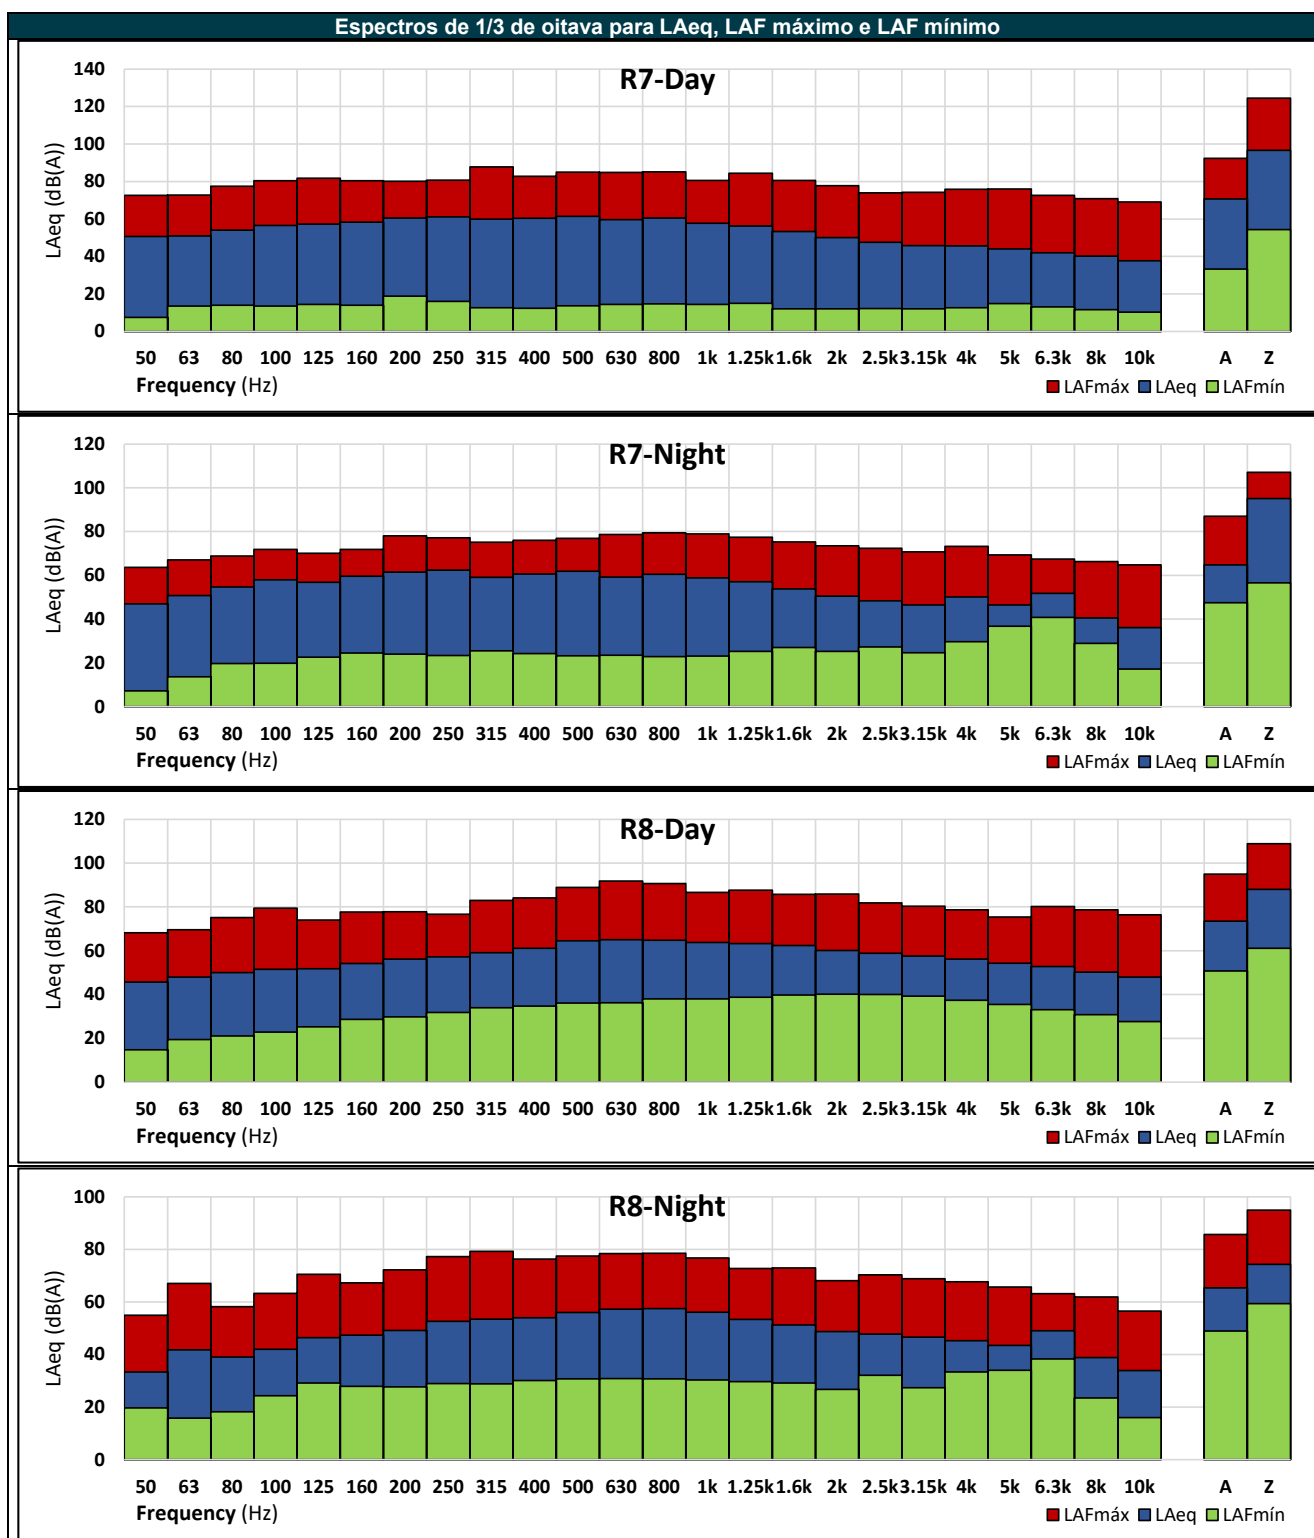 Espectros de 1/3 de oitava para LAeq, LAF máximo e LAF mínimo
R7-Day
LAeq (dB(A))
140
120
100
80
60
40
20
0
50 63 80 100 125 160 200 250 315 400 500 630 800 1k 1.25k 1.6k 2k 2.5k 3.15k 4k 5k 6.3k 8k 10k A Z
Frequency (Hz)
LAFmáx LAeq LAFmín
R7-Night
LAeq (dB(A))
120
100
80
60
40
20
0
50 63 80 100 125 160 200 250 315 400 500 630 800 1k 1.25k 1.6k 2k 2.5k 3.15k 4k 5k 6.3k 8k 10k A Z
Frequency (Hz)
LAFmáx LAeq LAFmín
R8-Day
LAeq (dB(A))
120
100
80
60
40
20
0
50 63 80 100 125 160 200 250 315 400 500 630 800 1k 1.25k 1.6k 2k 2.5k 3.15k 4k 5k 6.3k 8k 10k A Z
Frequency (Hz)
LAFmáx LAeq LAFmín
R8-Night
LAeq (dB(A))
100
80
60
40
20
0
50 63 80 100 125 160 200 250 315 400 500 630 800 1k 1.25k 1.6k 2k 2.5k 3.15k 4k 5k 6.3k 8k 10k A Z
Frequency (Hz)
LAFmáx LAeq LAFmín